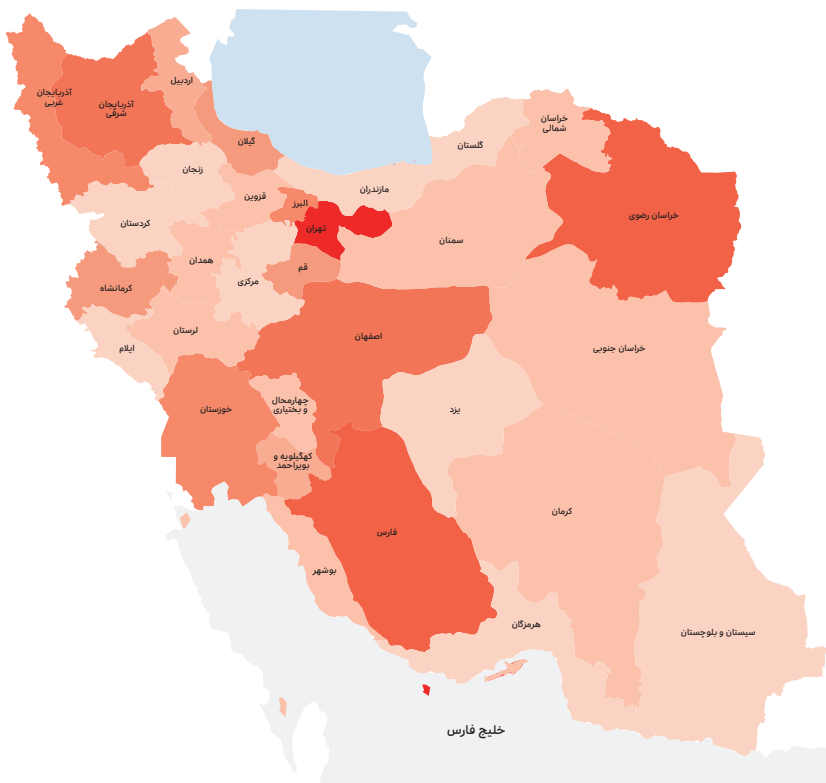 اردبیل
آذربایجان
غربی
آذربایجان
شرقی
خراسان
شمالی
گیلان
گلستان
زنجان
مازندران
قزوین
البرز
خراسان رضوی
کردستان
تهران
سمنان
همدان
قم
مرکزی
کرمانشاه
لرستان
اصفهان
ایلام
خراسان جنوبی
چهارمحال
و بختیاری
خوزستان
یزد
کهگیلویه و
بویراحمد
کرمان
فارس
بوشهر
هرمزگان
سیستان و بلوچستان
خلیج فارس